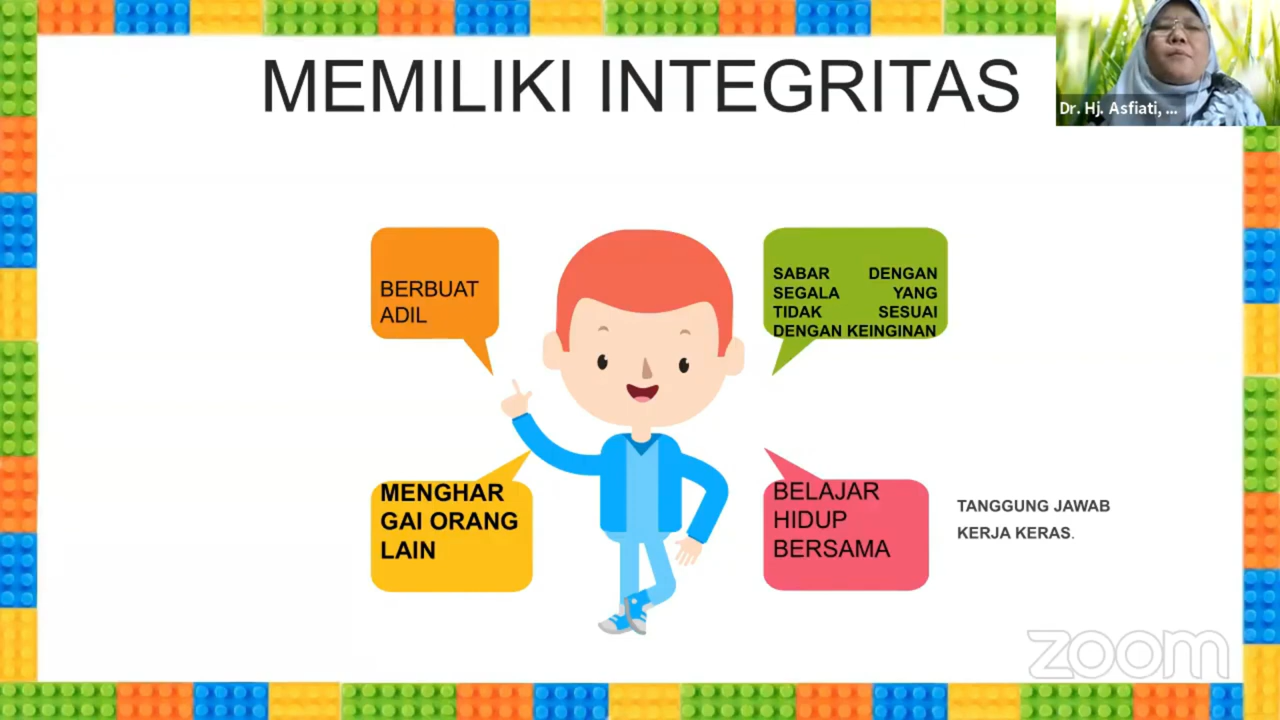 MEMILIKI INTEGRITAS
Dr. Hj. Asfiati, ...
BERBUAT
ADIL
SABAR DENGAN
SEGALA YANG
TIDAK SESUAI
DENGAN KEINGINAN
MENGHAR
GAI ORANG
LAIN
BELAJAR
HIDUP
BERSAMA
TANGGUNG JAWAB
KERJA KERAS.
zoom